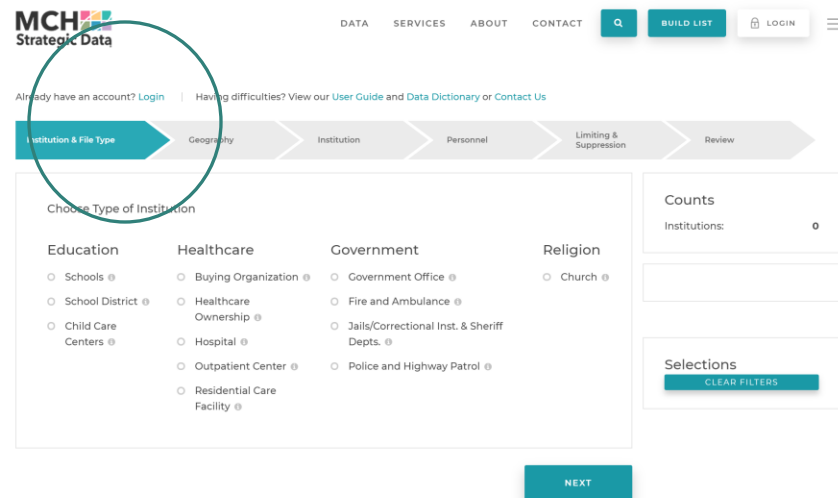 MCH
Strategic Data
DATA SERVICES ABOUT CONTACT BUILD LIST LOGIN
Already have an account? Login Having difficulties? View our User Guide and Data Dictionary or Contact Us
Institution & File Type
Geography
Institution
Personnel
Limiting &
Suppression
Review
Choose Type of Institution
Education
Schools
School District
Child Care
Centers
Healthcare
Buying Organization
Healthcare
Ownership
Hospital
Outpatient Center
Residential Care
Facility
Government
Government Office
Fire and Ambulance
Jails/Correctional Inst. & Sheriff
Depts.
Police and Highway Patrol
Religion
Church
Counts
Institutions: 0
Selections
CLEAR FILTERS
NEXT